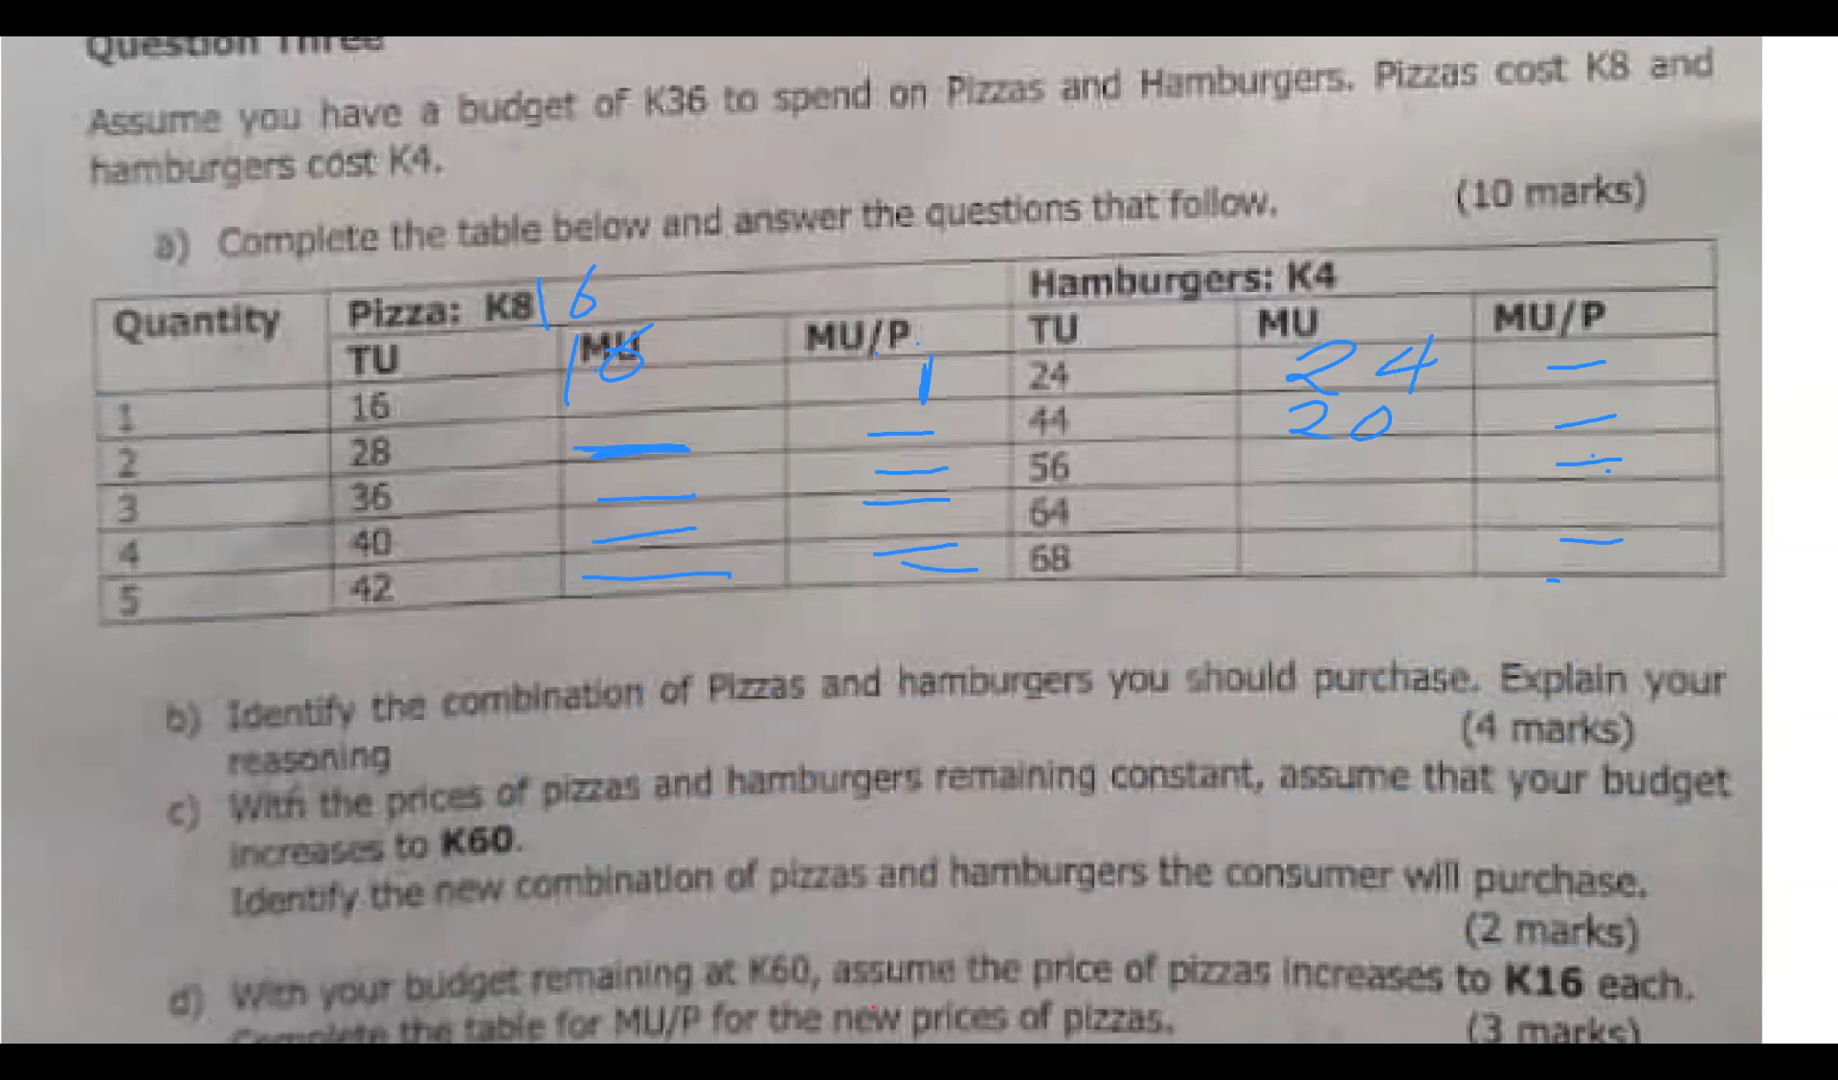 Question Three
Assume you have a budget of K36 to spend on Pizzas and Hamburgers. Pizzas cost K8 and
hamburgers cost K4.
a) Complete the table below and answer the questions that follow. (10 marks)
Quantity Pizza: K8 16 Hamburgers: K4
TU MU MU/P TU MU MU/P
1 16 16 1 24 24
2 28 44 20
3 36 56
4 40 64
5 42 68
b) Identify the combination of Pizzas and hamburgers you should purchase. Explain your
reasoning (4 marks)
c) With the prices of pizzas and hamburgers remaining constant, assume that your budget
increases to K60.
Identify the new combination of pizzas and hamburgers the consumer will purchase.
(2 marks)
d) With your budget remaining at K60, assume the price of pizzas increases to K16 each.
Complete the table for MU/P for the new prices of pizzas. (3 marks)